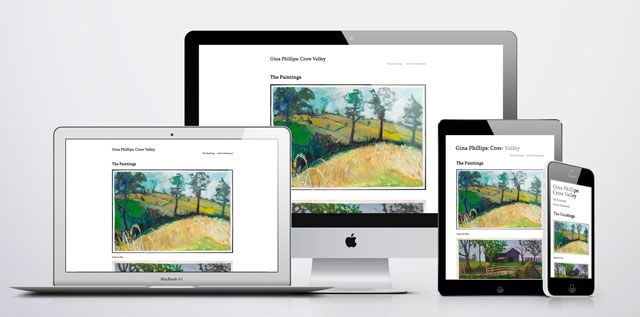 Gina Phillips: Crow Valley
The Paintings
Gina Phillips: Crow Valley
The Paintings
MacBook Air
Gina Phillips: Crow Valley
The Paintings
Gina Phillips:
Crow Valley
The Paintings